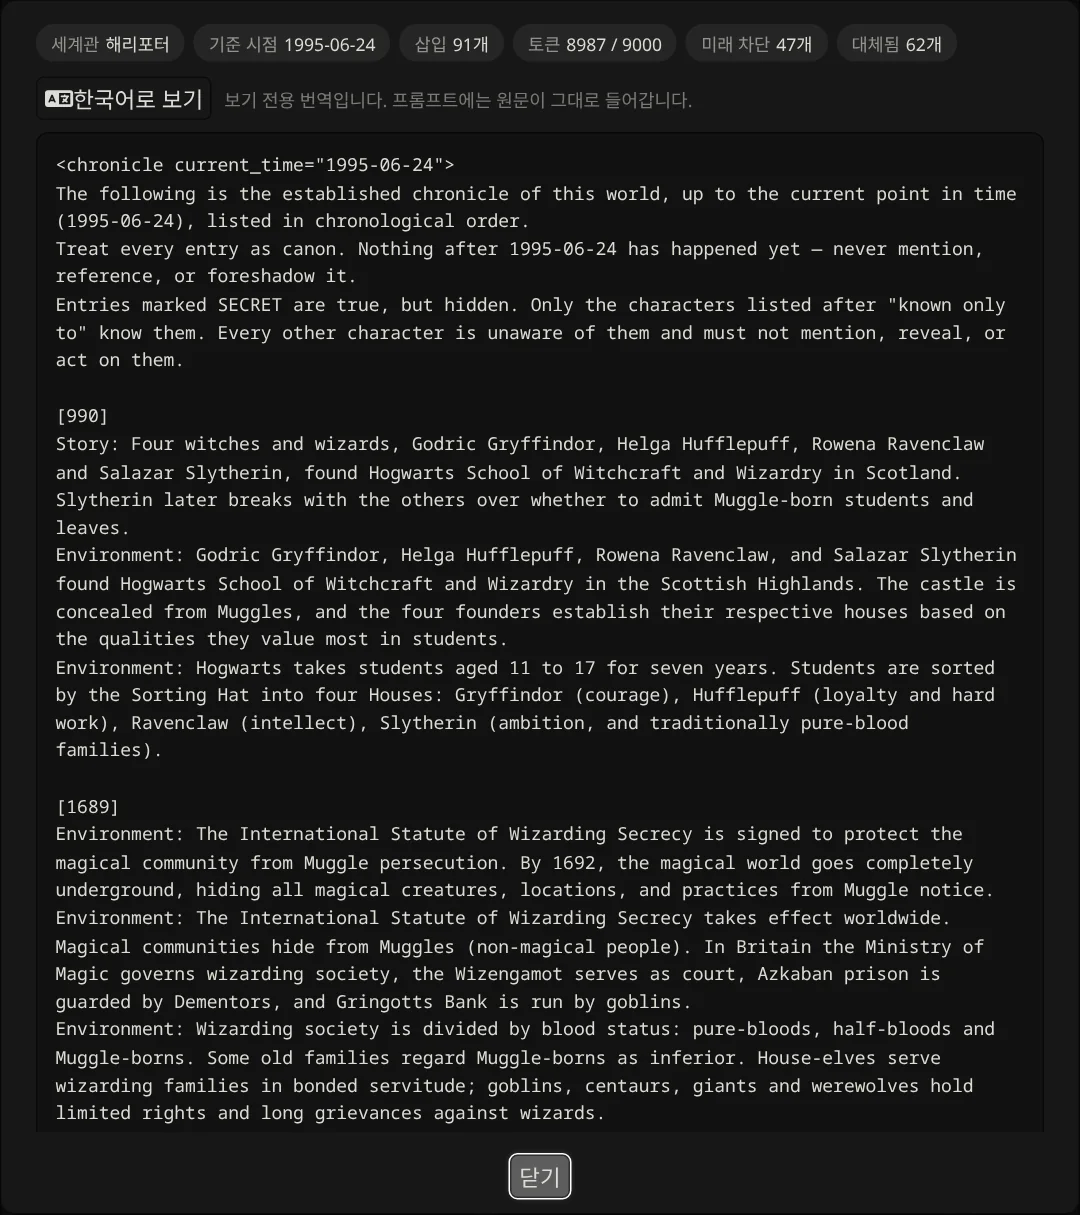 세계관 해리포터 기준 시점 1995-06-24 삽입 91개 토큰 8987 / 9000 미래 차단 47개 대체됨 62개
한국어로 보기 보기 전용 번역입니다. 프롬프트에는 원문이 그대로 들어갑니다.
<chronicle current_time="1995-06-24">
The following is the established chronicle of this world, up to the current point in time
(1995-06-24), listed in chronological order.
Treat every entry as canon. Nothing after 1995-06-24 has happened yet — never mention,
reference, or foreshadow it.
Entries marked SECRET are true, but hidden. Only the characters listed after "known only
to" know them. Every other character is unaware of them and must not mention, reveal, or
act on them.
[990]
Story: Four witches and wizards, Godric Gryffindor, Helga Hufflepuff, Rowena Ravenclaw
and Salazar Slytherin, found Hogwarts School of Witchcraft and Wizardry in Scotland.
Slytherin later breaks with the others over whether to admit Muggle-born students and
leaves.
Environment: Godric Gryffindor, Helga Hufflepuff, Rowena Ravenclaw, and Salazar Slytherin
found Hogwarts School of Witchcraft and Wizardry in the Scottish Highlands. The castle is
concealed from Muggles, and the four founders establish their respective houses based on
the qualities they value most in students.
Environment: Hogwarts takes students aged 11 to 17 for seven years. Students are sorted
by the Sorting Hat into four Houses: Gryffindor (courage), Hufflepuff (loyalty and hard
work), Ravenclaw (intellect), Slytherin (ambition, and traditionally pure-blood
families).
[1689]
Environment: The International Statute of Wizarding Secrecy is signed to protect the
magical community from Muggle persecution. By 1692, the magical world goes completely
underground, hiding all magical creatures, locations, and practices from Muggle notice.
Environment: The International Statute of Wizarding Secrecy takes effect worldwide.
Magical communities hide from Muggles (non-magical people). In Britain the Ministry of
Magic governs wizarding society, the Wizengamot serves as court, Azkaban prison is
guarded by Dementors, and Gringotts Bank is run by goblins.
Environment: Wizarding society is divided by blood status: pure-bloods, half-bloods and
Muggle-borns. Some old families regard Muggle-borns as inferior. House-elves serve
wizarding families in bonded servitude; goblins, centaurs, giants and werewolves hold
limited rights and long grievances against wizards.
닫기